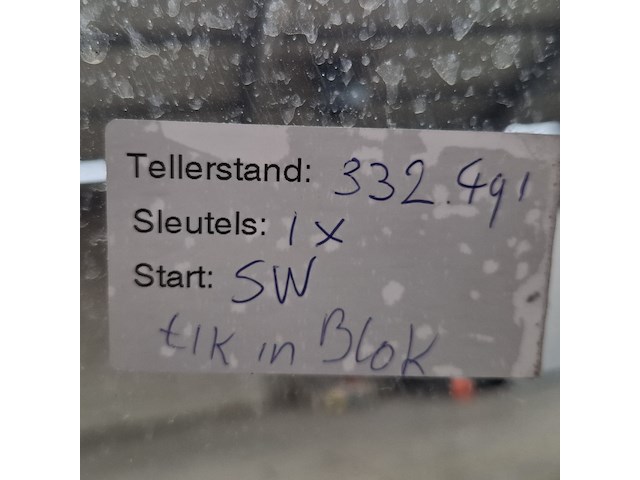 Tellerstand: 332.491
Sleutels: 1x
Start: SW
tik in Blok